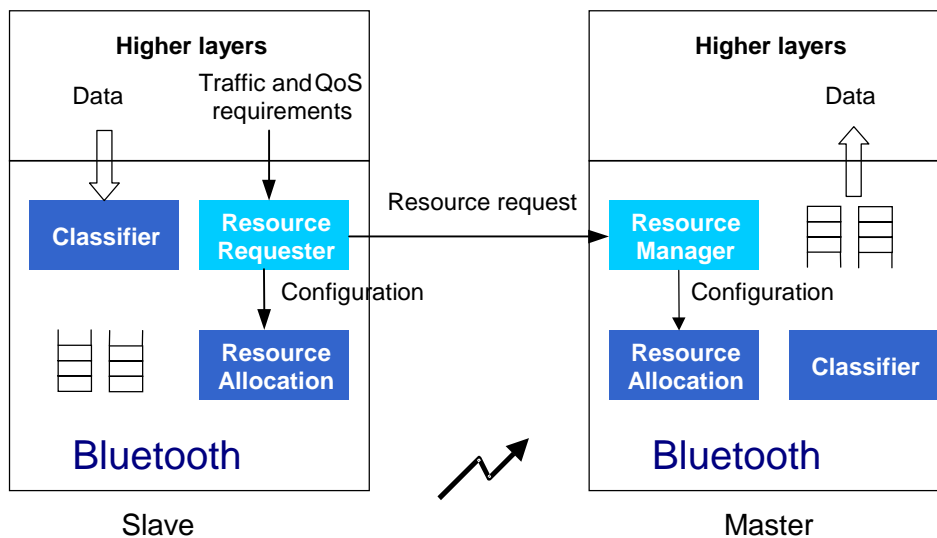 Higher layers
Data
Traffic and QoS
requirements
Classifier
Resource
Requester
Configuration
Resource
Allocation
Bluetooth
Slave
Resource request
Higher layers
Data
Resource
Manager
Configuration
Resource
Allocation
Classifier
Bluetooth
Master